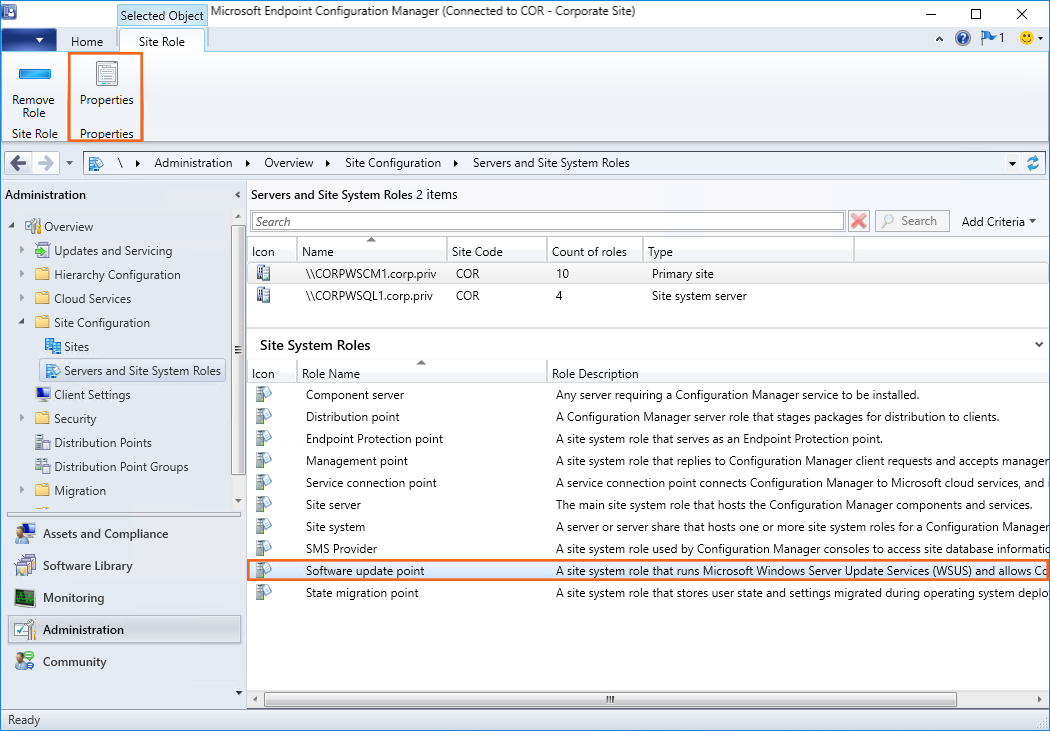 Selected Object
Microsoft Endpoint Configuration Manager (Connected to COR - Corporate Site)
Home
Site Role
1
Remove Role
Properties
Site Role
Properties
\ Administration Overview Site Configuration Servers and Site System Roles
Administration
Overview
Updates and Servicing
Hierarchy Configuration
Cloud Services
Site Configuration
Sites
Servers and Site System Roles
Client Settings
Security
Distribution Points
Distribution Point Groups
Migration
Assets and Compliance
Software Library
Monitoring
Administration
Community
Servers and Site System Roles 2 items
Search
Search
Add Criteria
Icon Name Site Code Count of roles Type
\\CORPWSCM1.corp.priv COR 10 Primary site
\\CORPWSQL1.corp.priv COR 4 Site system server
Site System Roles
Icon Role Name Role Description
Component server Any server requiring a Configuration Manager service to be installed.
Distribution point A Configuration Manager server role that stages packages for distribution to clients.
Endpoint Protection point A site system role that serves as an Endpoint Protection point.
Management point A site system role that replies to Configuration Manager client requests and accepts manager
Service connection point A service connection point connects Configuration Manager to Microsoft cloud services, and i
Site server The main site system role that hosts the Configuration Manager components and services.
Site system A server or server share that hosts one or more site system roles for a Configuration Manager
SMS Provider A site system role used by Configuration Manager consoles to access site database informatic
Software update point A site system role that runs Microsoft Windows Server Update Services (WSUS) and allows Co
State migration point A site system role that stores user state and settings migrated during operating system deplo
Ready